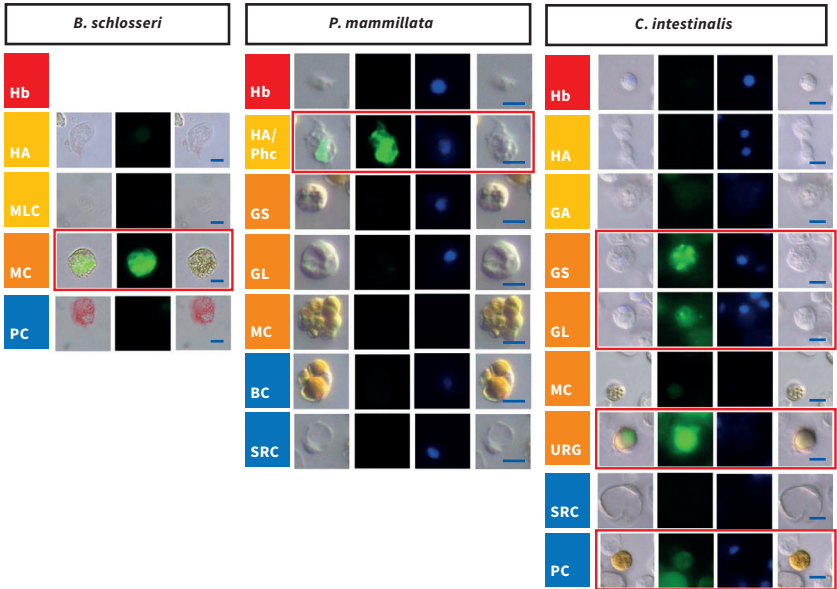 B. schlosseri
Hb
HA
MLC
MC
PC
P. mammillata
Hb
HA/
Phc
GS
GL
MC
BC
SRC
C. intestinalis
Hb
HA
GA
GS
GL
MC
URG
SRC
PC